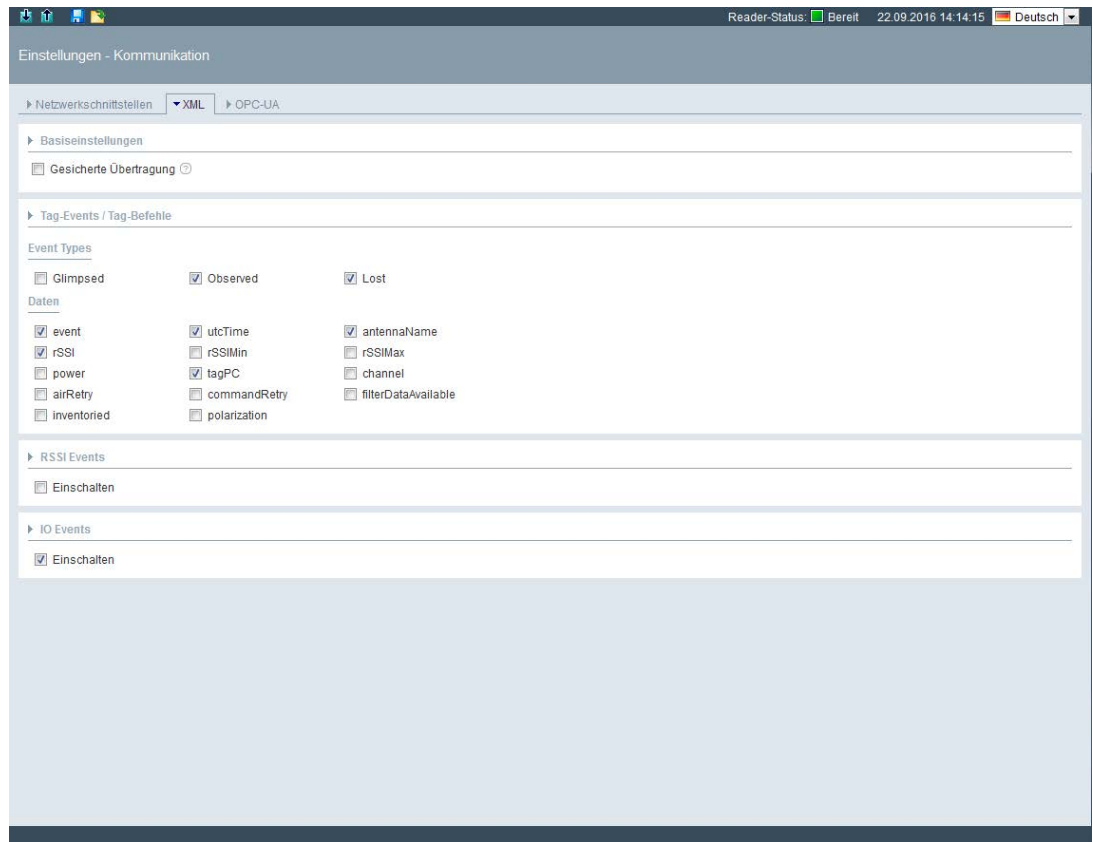 Reader-Status: Bereit 22.09.2016 14:14:15 Deutsch
Einstellungen - Kommunikation
Netzwerkschnittstellen XML OPC-UA
Basiseinstellungen
Gesicherte Übertragung ?
Tag-Events / Tag-Befehle
Event Types
Glimpsed Observed Lost
Daten
event utcTime antennaName
rSSI rSSIMin rSSIMax
power tagPC channel
airRetry commandRetry filterDataAvailable
inventoried polarization
RSSI Events
Einschalten
IO Events
Einschalten